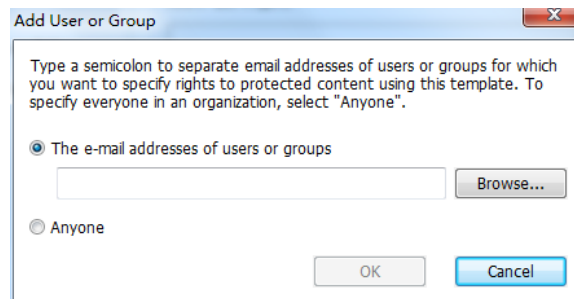 Add User or Group
Type a semicolon to separate email addresses of users or groups for which
you want to specify rights to protected content using this template. To
specify everyone in an organization, select "Anyone".
The e-mail addresses of users or groups
Browse...
Anyone
OK
Cancel